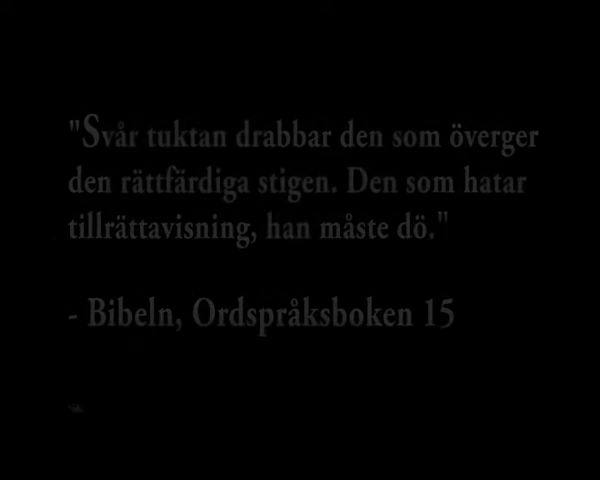 "Svår tuktan drabbar den som överger
den rättfärdiga stigen. Den som hatar
tillrättavisning, han måste dö."
- Bibeln, Ordspråksboken 15